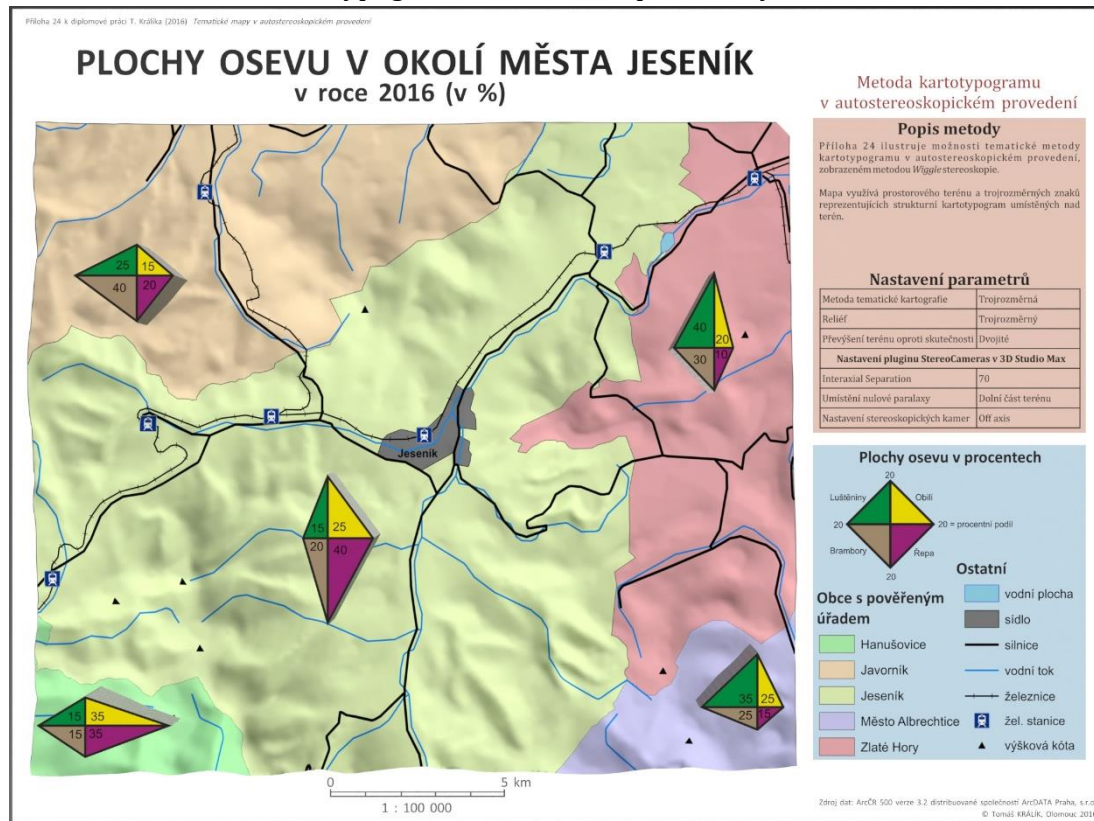 Příloha 24 k diplomové práci T. Králíka (2016) Tematické mapy v autostereoskopickém provedení
PLOCHY OSEVU V OKOLÍ MĚSTA JESENÍK
v roce 2016 (v %)
25 15
40 20
40 20
30 10
Jeseník
15 25
20 40
15 35
15 35
35 25
25 15
0 5 km
1 : 100 000
Metoda kartotypogramu
v autostereoskopickém provedení
Popis metody
Příloha 24 ilustruje možnosti tematické metody
kartotypogramu v autostereoskopickém provedení,
zobrazeném metodou Wiggle stereoskopie.
Mapa využívá prostorového terénu a trojrozměrných znaků
reprezentujících strukturní kartotypogram umístěných nad
terén.
Nastavení parametrů
Metoda tematické kartografie Trojrozměrná
Reliéf Trojrozměrný
Převýšení terénu oproti skutečnosti Dvojité
Nastavení pluginu StereoCameras v 3D Studio Max
Interaxial Separation 70
Umístění nulové paralaxy Dolní část terénu
Nastavení stereoskopických kamer Off axis
Plochy osevu v procentech
20
Luštěniny Obilí
20 20 = procentní podíl
Brambory Řepa
20
Obce s pověřeným
úřadem
Hanušovice
Javorník
Jeseník
Město Albrechtice
Zlaté Hory
Ostatní
vodní plocha
sídlo
silnice
vodní tok
železnice
žel. stanice
výšková kóta
Zdroj dat: ArcČR 500 verze 3.2 distribuované společností ArcDATA Praha, s.r.o
© Tomáš KRÁLÍK, Olomouc 2016